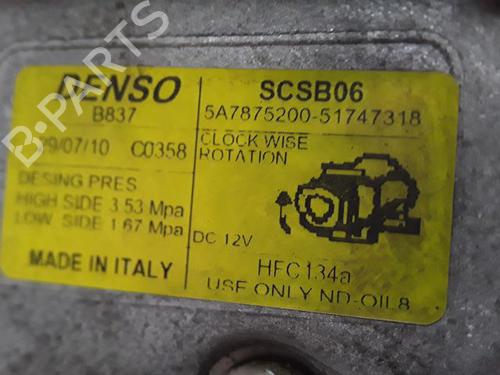 DENSO
B837
29/07/10 C0358
DESING PRES
HIGH SIDE 3.53 Mpa
LOW SIDE 1.67 Mpa
MADE IN ITALY
SCSB06
5A7875200-51747318
CLOCK WISE
ROTATION
DC 12V
HFC134a
USE ONLY ND-OIL8
B-PARTS